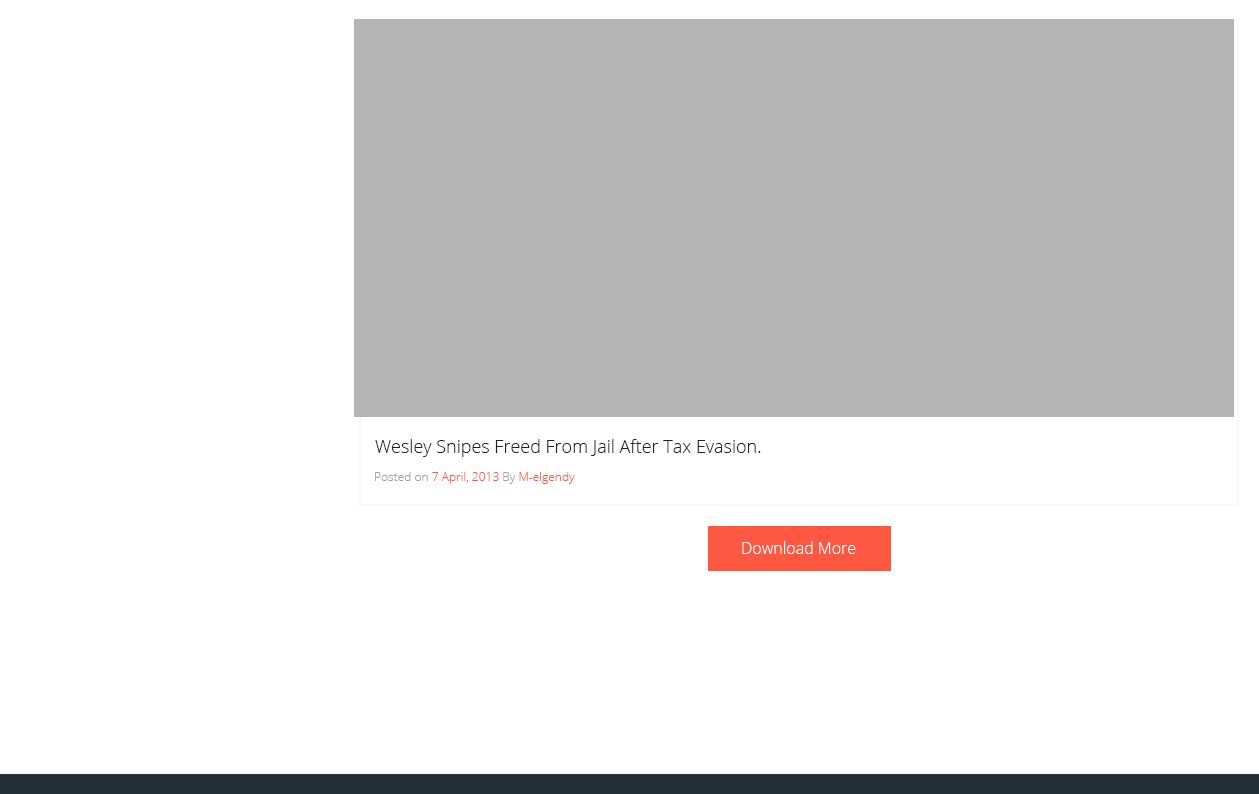 Wesley Snipes Freed From Jail After Tax Evasion.
Posted on 7 April, 2013 By M-elgendy
Download More